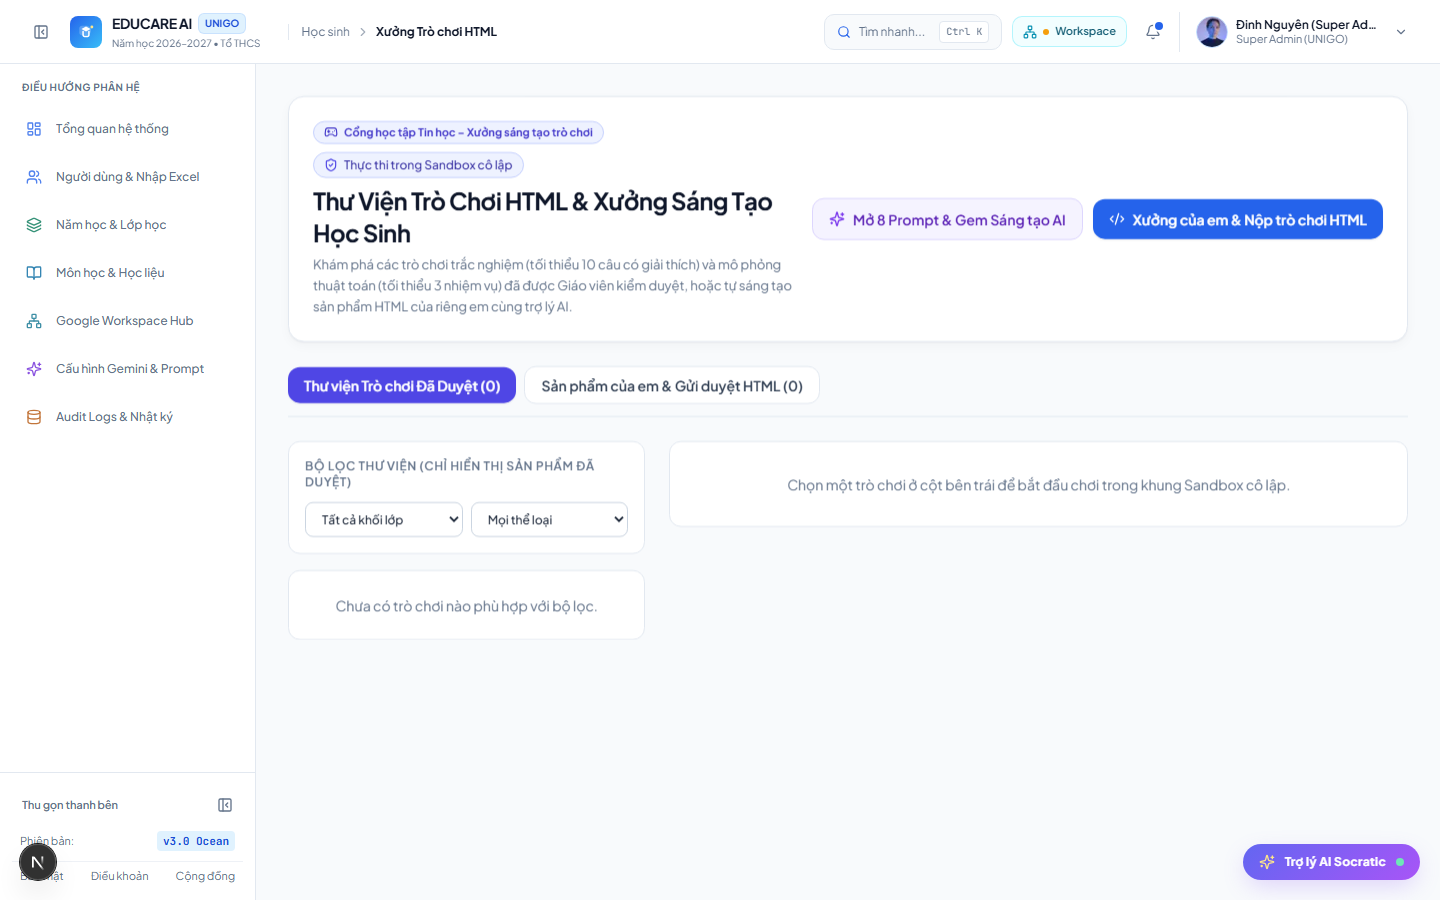 EDUCARE AI UNIGO
Năm học 2026-2027 • Tổ THCS
Học sinh > Xưởng Trò chơi HTML
Tìm nhanh... Ctrl K
Workspace
Đinh Nguyên (Super Ad...
Super Admin (UNIGO)
ĐIỀU HƯỚNG PHÂN HỆ
Tổng quan hệ thống
Người dùng & Nhập Excel
Năm học & Lớp học
Môn học & Học liệu
Google Workspace Hub
Cấu hình Gemini & Prompt
Audit Logs & Nhật ký
Thu gọn thanh bên
Phiên bản: v3.0 Ocean
N
Điều khoản
Cộng đồng
Cổng học tập Tin học – Xưởng sáng tạo trò chơi
Thực thi trong Sandbox cô lập
Thư Viện Trò Chơi HTML & Xưởng Sáng Tạo
Học Sinh
Khám phá các trò chơi trắc nghiệm (tối thiểu 10 câu có giải thích) và mô phỏng
thuật toán (tối thiểu 3 nhiệm vụ) đã được Giáo viên kiểm duyệt, hoặc tự sáng tạo
sản phẩm HTML của riêng em cùng trợ lý AI.
Mở 8 Prompt & Gem Sáng tạo AI
Xưởng của em & Nộp trò chơi HTML
Thư viện Trò chơi Đã Duyệt (0)
Sản phẩm của em & Gửi duyệt HTML (0)
BỘ LỌC THƯ VIỆN (CHỈ HIỂN THỊ SẢN PHẨM ĐÃ
DUYỆT)
Tất cả khối lớp
Mọi thể loại
Chưa có trò chơi nào phù hợp với bộ lọc.
Chọn một trò chơi ở cột bên trái để bắt đầu chơi trong khung Sandbox cô lập.
Trợ lý AI Socratic